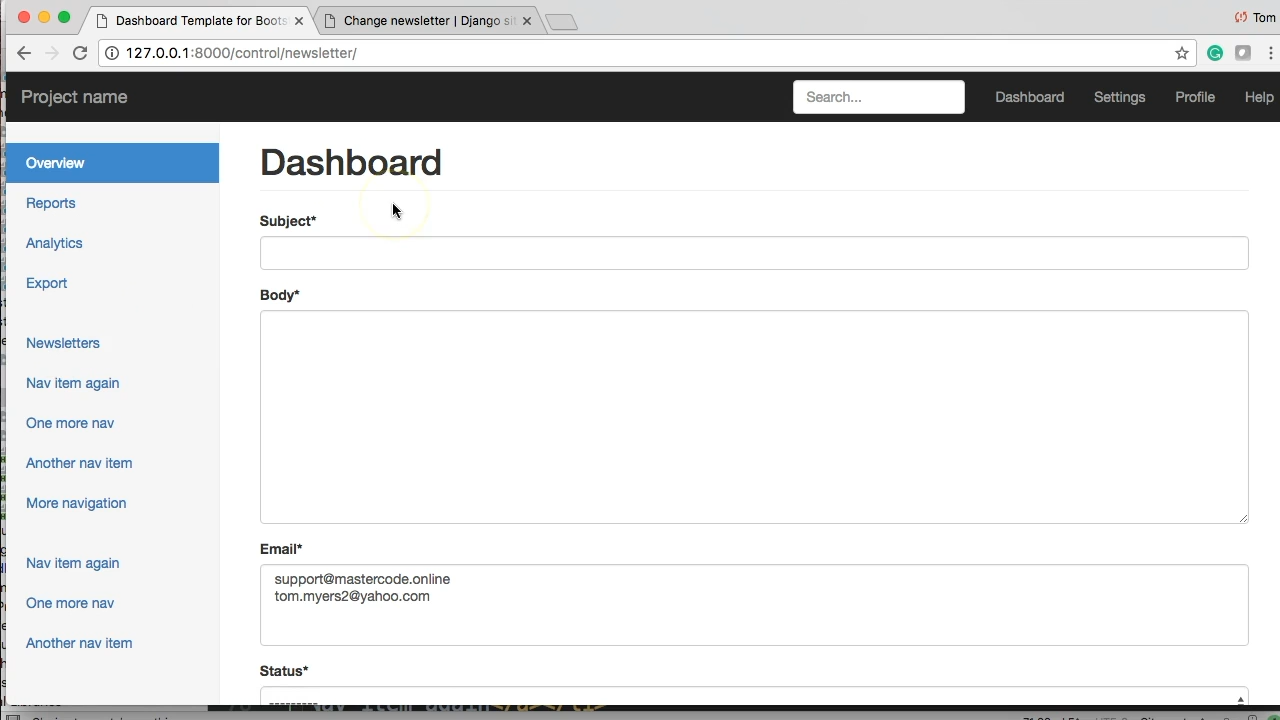 Dashboard Template for Boots
Change newsletter | Django sit
Tom
127.0.0.1:8000/control/newsletter/
Project name
Search...
Dashboard
Settings
Profile
Help
Overview
Reports
Analytics
Export
Newsletters
Nav item again
One more nav
Another nav item
More navigation
Nav item again
One more nav
Another nav item
Dashboard
Subject*
Body*
Email*
support@mastercode.online
tom.myers2@yahoo.com
Status*
---------